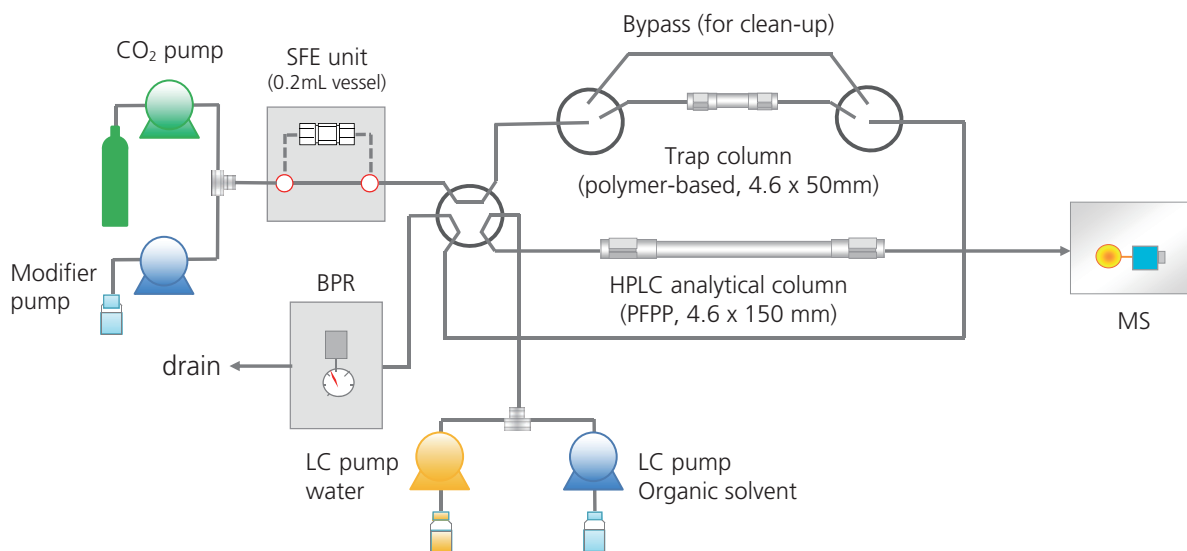 Bypass (for clean-up)
CO₂ pump
SFE unit
(0.2mL vessel)
Trap column
(polymer-based, 4.6 x 50mm)
Modifier
pump
BPR
HPLC analytical column
(PFPP, 4.6 x 150 mm)
MS
drain
LC pump
water
LC pump
Organic solvent